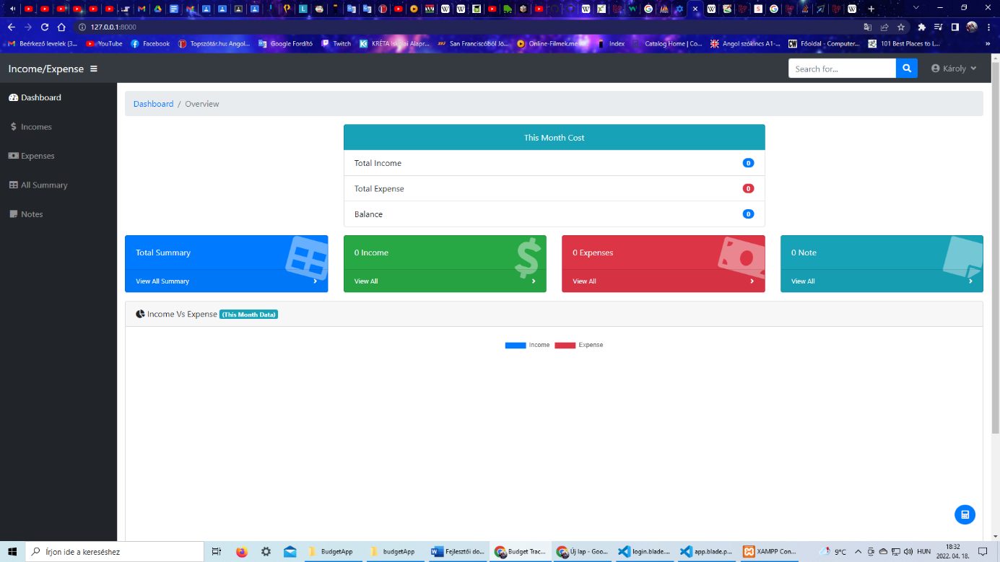 127.0.0.1:8000
Beérkező levelek (3... YouTube Facebook Topszótár.hu: Angol... Google Fordító Twitch KRÉTA Iskolai Alapr... San Franciscóból Jó... Online-Filmek.me Index Catalog Home | Co... Angol szókincs A1-... Főoldal - Computer... 101 Best Places to L... »
Income/Expense
Search for...
Károly
Dashboard
Incomes
Expenses
All Summary
Notes
Dashboard / Overview
This Month Cost
Total Income 0
Total Expense 0
Balance 0
Total Summary
View All Summary
0 Income
View All
0 Expenses
View All
0 Note
View All
Income Vs Expense (This Month Data)
Income Expense
Írjon ide a kereséshez
BudgetApp budgetApp Fejlesztői do... Budget Trac... Új lap - Goo... login.blade.... app.blade.p... XAMPP Con...
9°C HUN
18:32
2022. 04. 18.